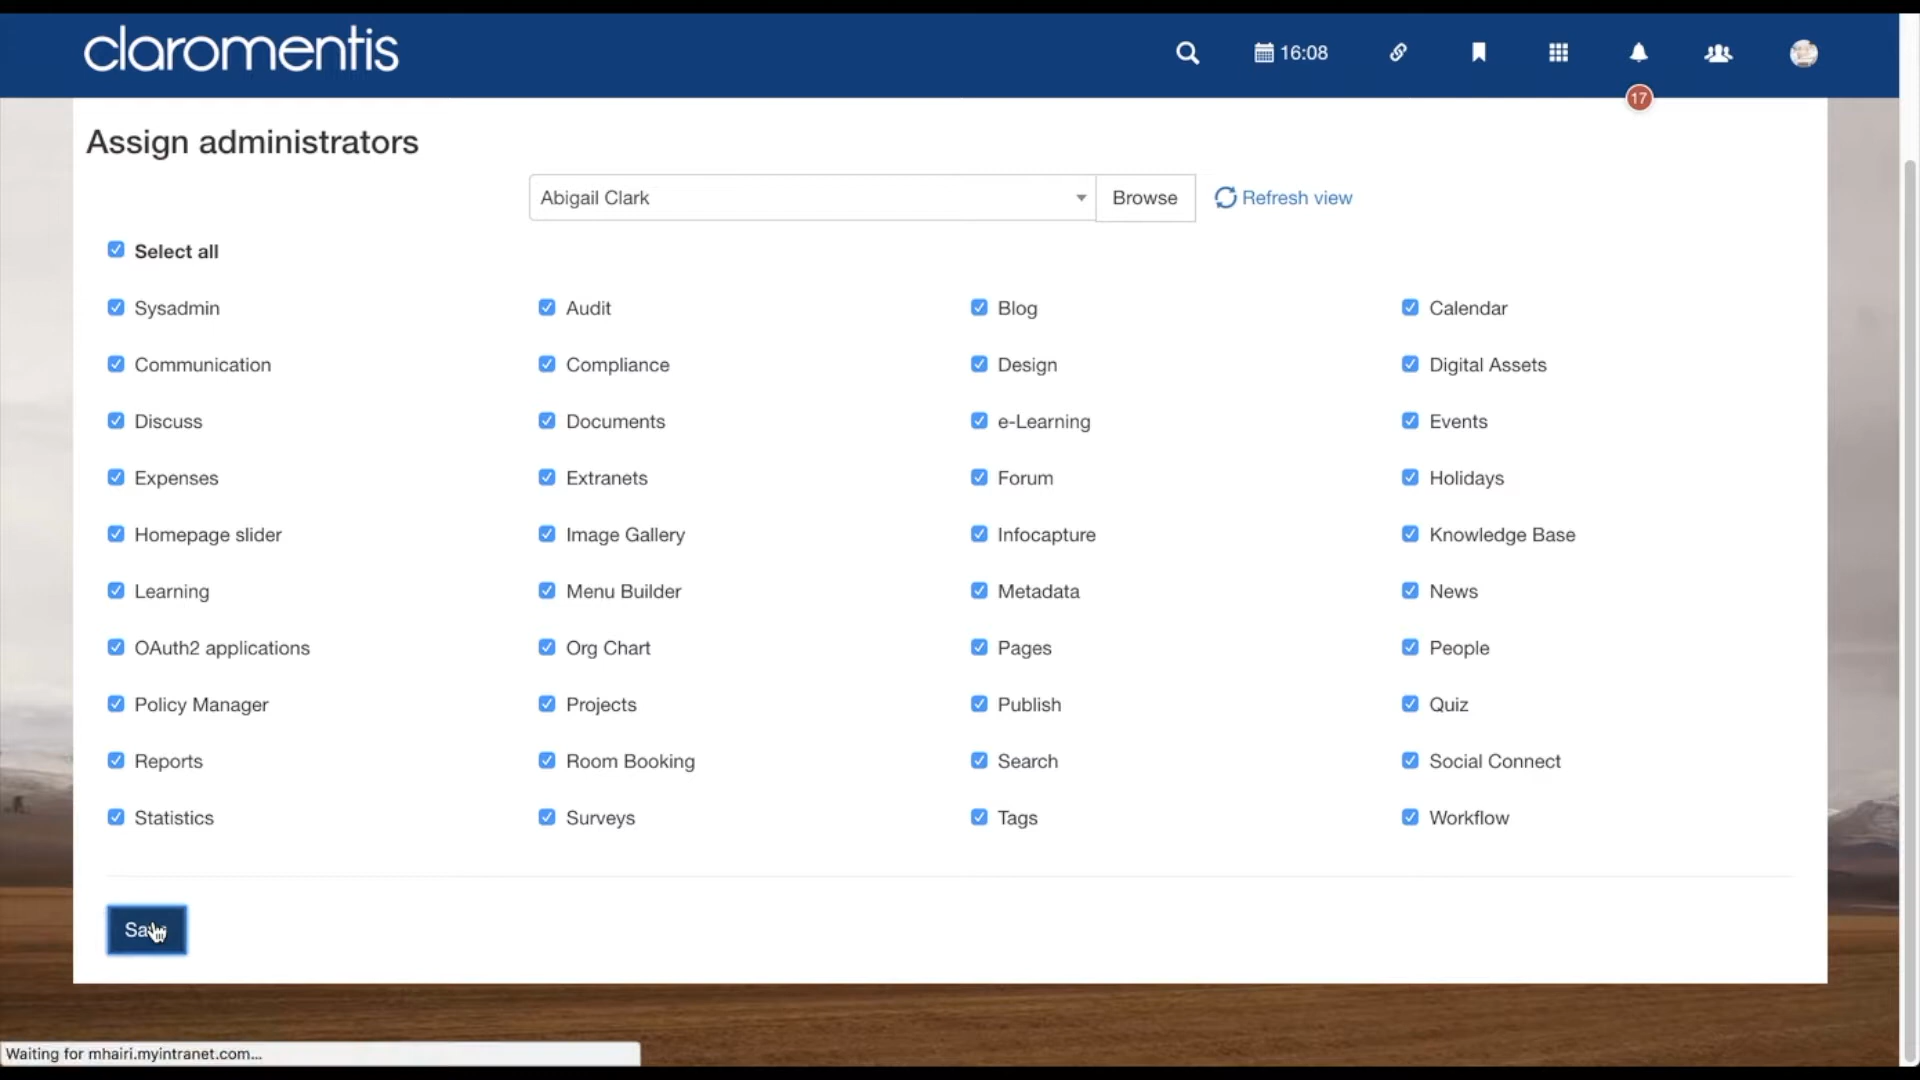 claromentis
16:08
17
Assign administrators
Abigail Clark
Browse
Refresh view
Select all
Sysadmin
Audit
Blog
Calendar
Communication
Compliance
Design
Digital Assets
Discuss
Documents
e-Learning
Events
Expenses
Extranets
Forum
Holidays
Homepage slider
Image Gallery
Infocapture
Knowledge Base
Learning
Menu Builder
Metadata
News
OAuth2 applications
Org Chart
Pages
People
Policy Manager
Projects
Publish
Quiz
Reports
Room Booking
Search
Social Connect
Statistics
Surveys
Tags
Workflow
Waiting for mhairi.myintranet.com...